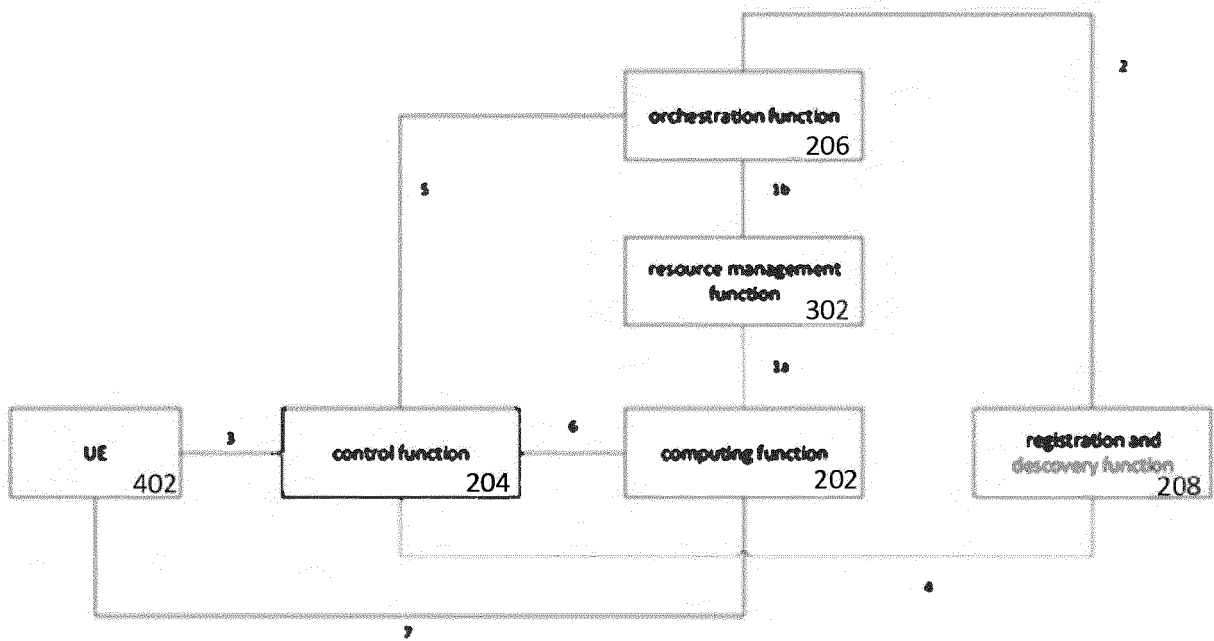 2
orchestration function
206
5
1b
resource management
function
302
1a
UE
402
3
control function
204
6
computing function
202
registration and
descovery function
208
4
7